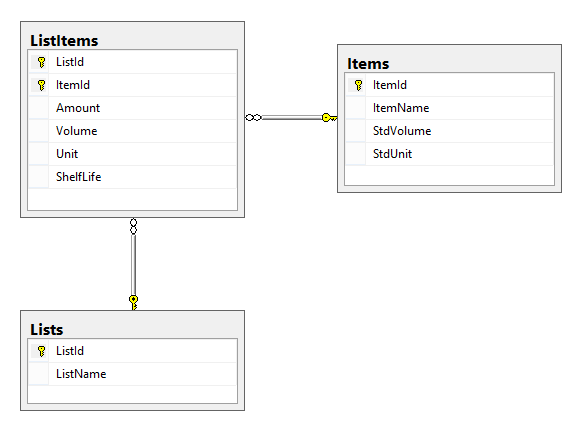 ListItems
ListId
ItemId
Amount
Volume
Unit
ShelfLife
Items
ItemId
ItemName
StdVolume
StdUnit
Lists
ListId
ListName